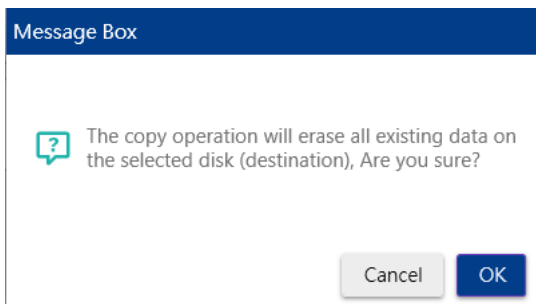 Message Box
The copy operation will erase all existing data on
the selected disk (destination), Are you sure?
Cancel
OK